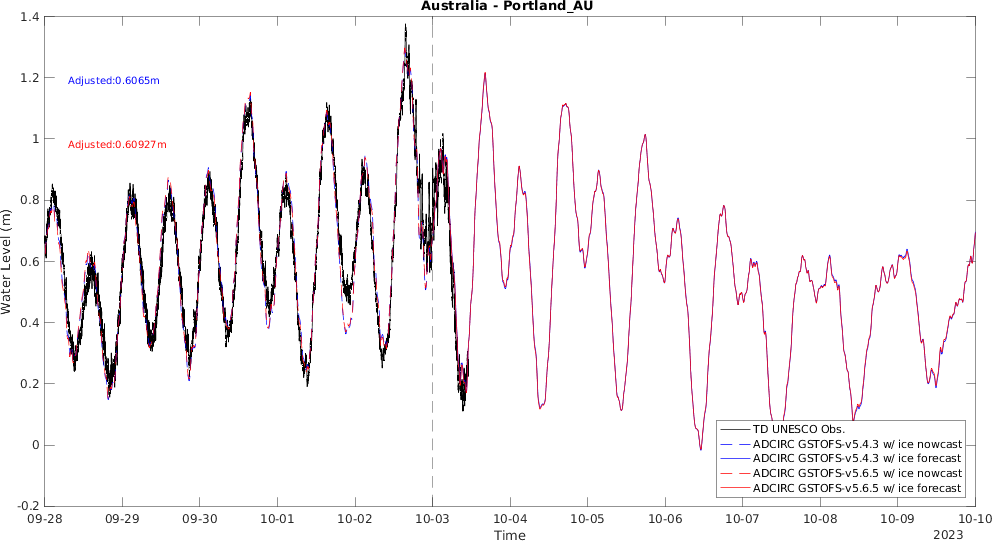 Australia - Portland_AU
1.4
1.2
1
0.8
0.6
0.4
0.2
0
-0.2
Water Level (m)
Adjusted:0.6065m
Adjusted:0.60927m
TD UNESCO Obs.
ADCIRC GSTOFS-v5.4.3 w/ ice nowcast
ADCIRC GSTOFS-v5.4.3 w/ ice forecast
ADCIRC GSTOFS-v5.6.5 w/ ice nowcast
ADCIRC GSTOFS-v5.6.5 w/ ice forecast
09-28 09-29 09-30 10-01 10-02 10-03 10-04 10-05 10-06 10-07 10-08 10-09 10-10
Time
2023